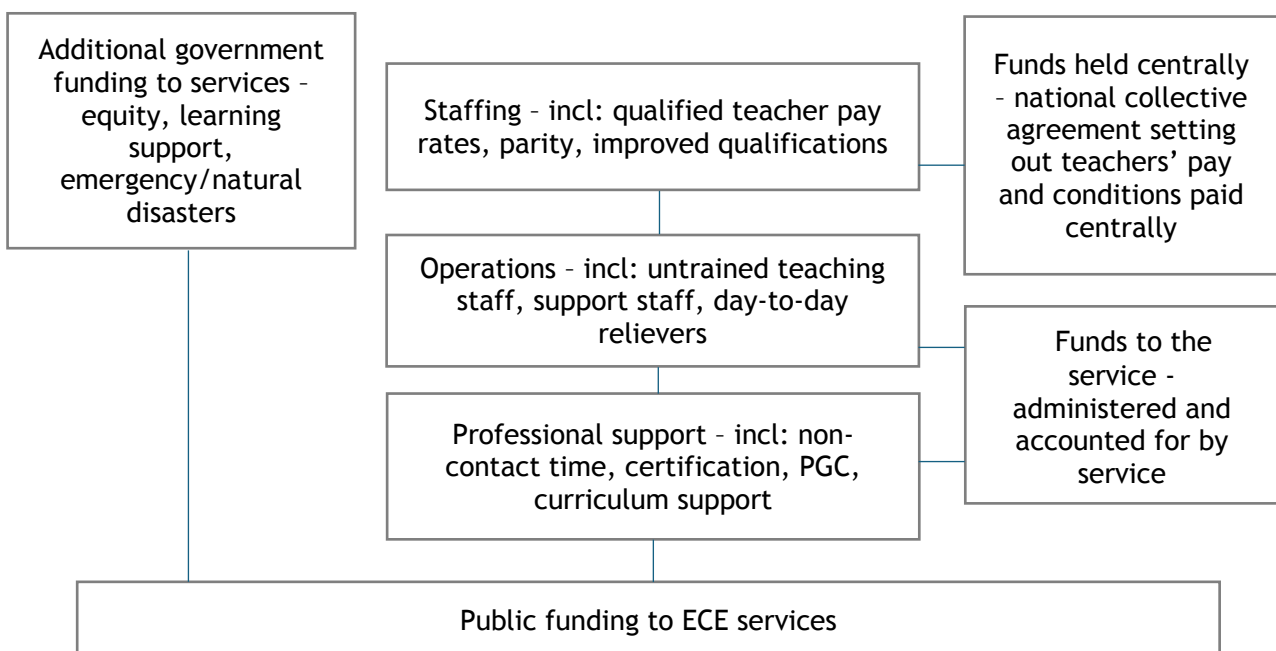 Additional government
funding to services –
equity, learning
support,
emergency/natural
disasters
Staffing – incl: qualified teacher pay
rates, parity, improved qualifications
Funds held centrally
– national collective
agreement setting
out teachers’ pay
and conditions paid
centrally
Operations – incl: untrained teaching
staff, support staff, day-to-day
relievers
Funds to the
service -
administered and
accounted for by
service
Professional support – incl: non-
contact time, certification, PGC,
curriculum support
Public funding to ECE services